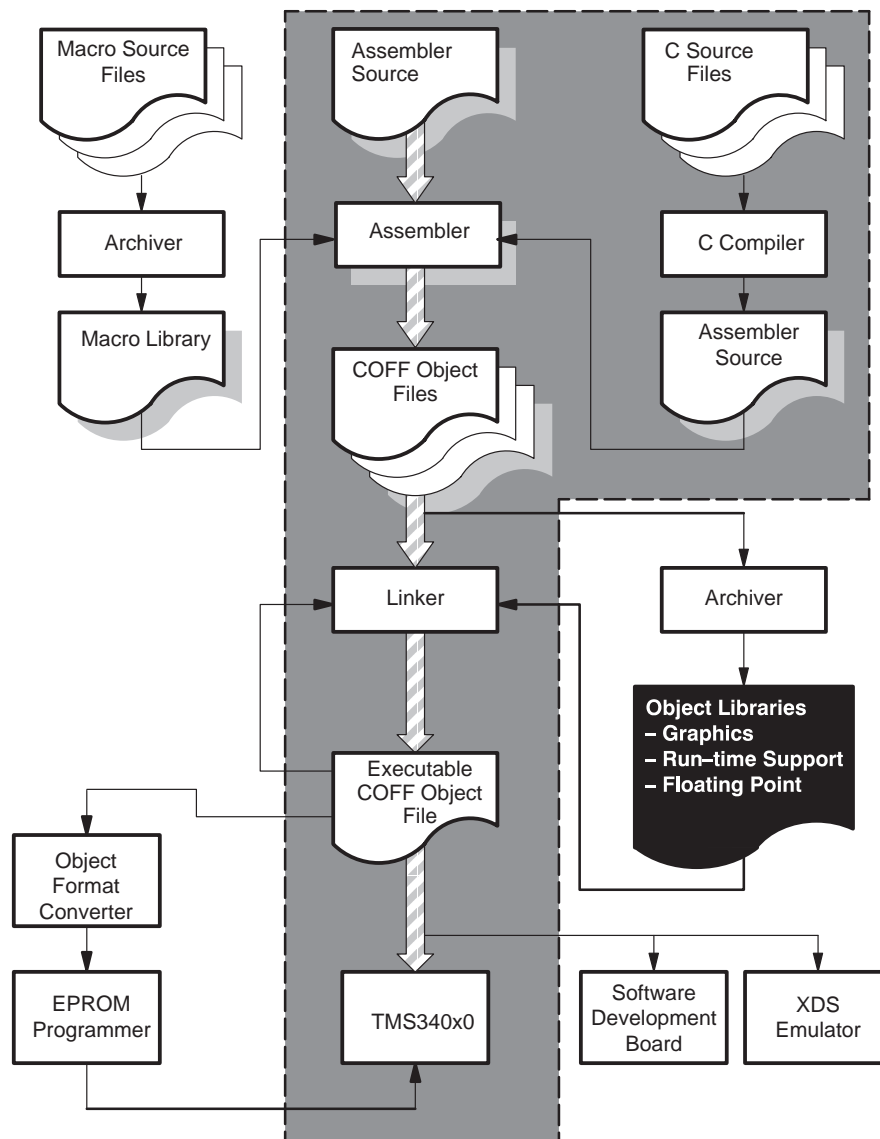 Macro Source
Files
Assembler
Source
C Source
Files
Archiver
Assembler
C Compiler
Macro Library
COFF Object
Files
Assembler
Source
Linker
Archiver
Object Libraries
– Graphics
– Run–time Support
– Floating Point
Executable
COFF Object
File
Object
Format
Converter
EPROM
Programmer
TMS340x0
Software
Development
Board
XDS
Emulator